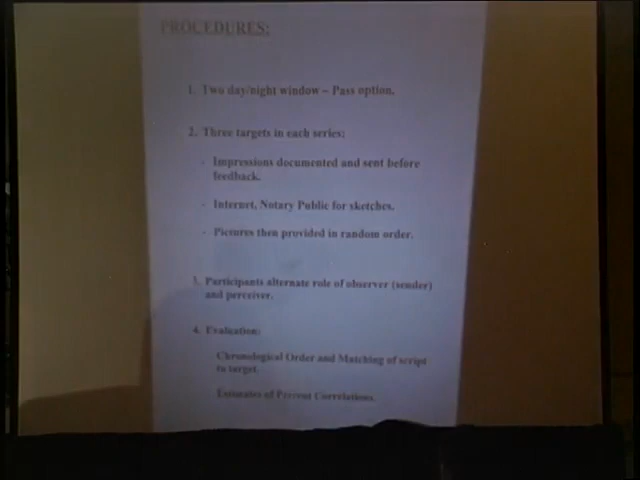 PROCEDURES:
1. Two day/night window – Pass option.
2. Three targets in each series:
- Impressions documented and sent before
feedback.
- Internet, Notary Public for sketches.
- Pictures then provided in random order.
3. Participants alternate role of observer (sender)
and perceiver.
4. Evaluation:
Chronological Order and Matching of script
to target.
Estimates of Percent Correlations.